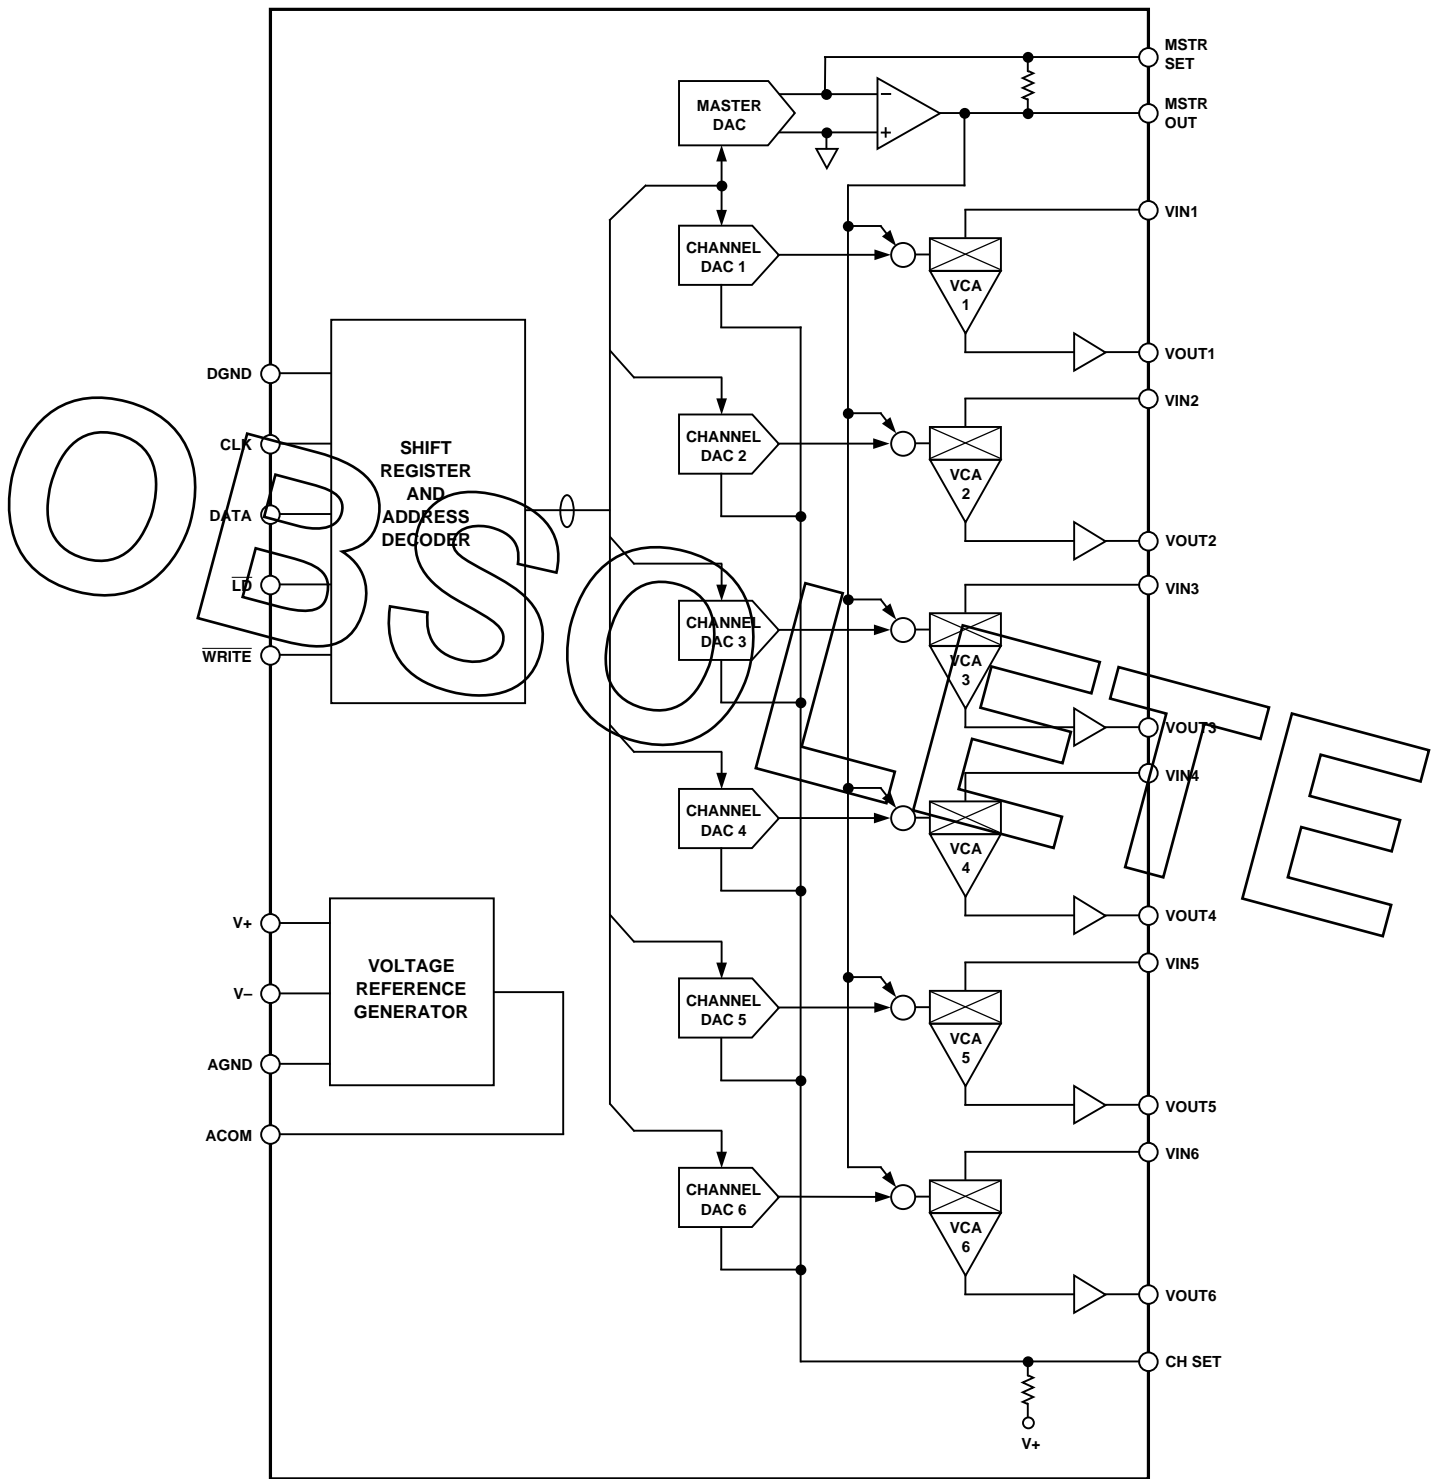 MSTR
SET
MASTER
DAC
MSTR
OUT
–
+
VIN1
CHANNEL
DAC 1
VCA
1
VOUT1
DGND
VIN2
CLK
SHIFT
REGISTER
AND
ADDRESS
DECODER
CHANNEL
DAC 2
VCA
2
DATA
VOUT2
LD
VIN3
CHANNEL
DAC 3
WRITE
VCA
3
VOUT3
OBSOLETE
VIN4
CHANNEL
DAC 4
VCA
4
VOUT4
V+
V–
AGND
ACOM
VOLTAGE
REFERENCE
GENERATOR
VIN5
CHANNEL
DAC 5
VCA
5
VOUT5
VIN6
CHANNEL
DAC 6
VCA
6
VOUT6
CH SET
V+